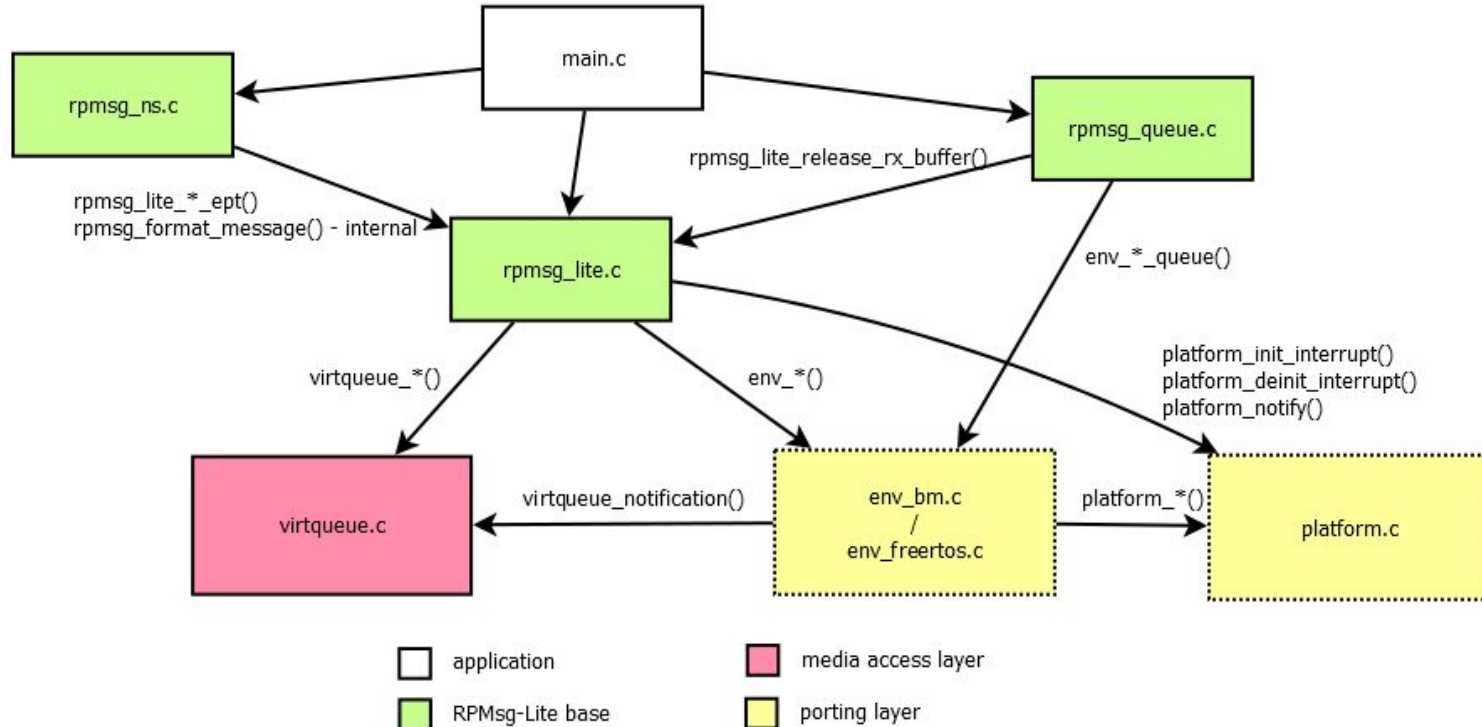 main.c
rpmsg_ns.c
rpmsg_queue.c
rpmsg_lite_release_rx_buffer()
rpmsg_lite_*_ept()
rpmsg_format_message() - internal
rpmsg_lite.c
env_*_queue()
platform_init_interrupt()
platform_deinit_interrupt()
platform_notify()
virtqueue_*()
env_*()
virtqueue.c
virtqueue_notification()
env_bm.c
/
env_freertos.c
platform_*()
platform.c
application
media access layer
RPMsg-Lite base
porting layer